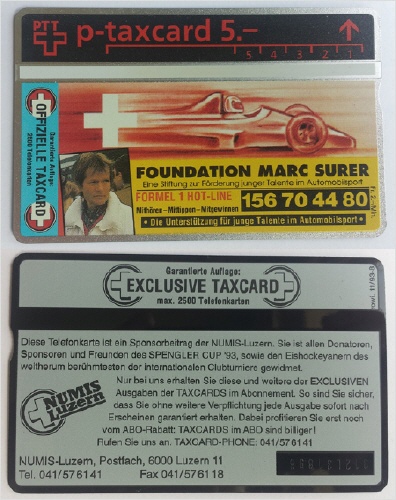 PTT
p-taxcard 5.–
5 4 3 2 1
OFFIZIELLE TAXCARD
Garantierte Auflage:
2500 Telefonkarten
FOUNDATION MARC SURER
Eine Stiftung zur Förderung junger Talente im Automobilsport
FORMEL 1 HOT-LINE
Mithören-Mittippen-Mitgewinnen
156 70 44 80
• Die Unterstützung für junge Talente im Automobilsport •
Garantierte Auflage:
EXCLUSIVE TAXCARD
max. 2500 Telefonkarten
Diese Telefonkarte ist ein Sponsorbeitrag der NUMIS-Luzern. Sie ist allen Donatoren,
Sponsoren und Freunden des SPENGLER CUP '93, sowie den Eishockeyanern des
weltherum berühmtesten der internationalen Clubturniers gewidmet.
NUMIS
Luzern
Nur bei uns erhalten Sie diese und weitere der EXCLUSIVEN
Ausgaben der TAXCARDS im Abonnement. So sind Sie sicher,
dass Sie ohne weitere Verpflichtung jede Ausgabe sofort nach
Erscheinen garantiert erhalten. Dabei profitieren Sie erst noch
vom ABO-Rabatt: TAXCARDS im ABO sind billiger!
Rufen Sie uns an. TAXCARD-PHONE: 041/576141
NUMIS-Luzern, Postfach, 6000 Luzern 11
Tel. 041/576141 Fax 041/576118